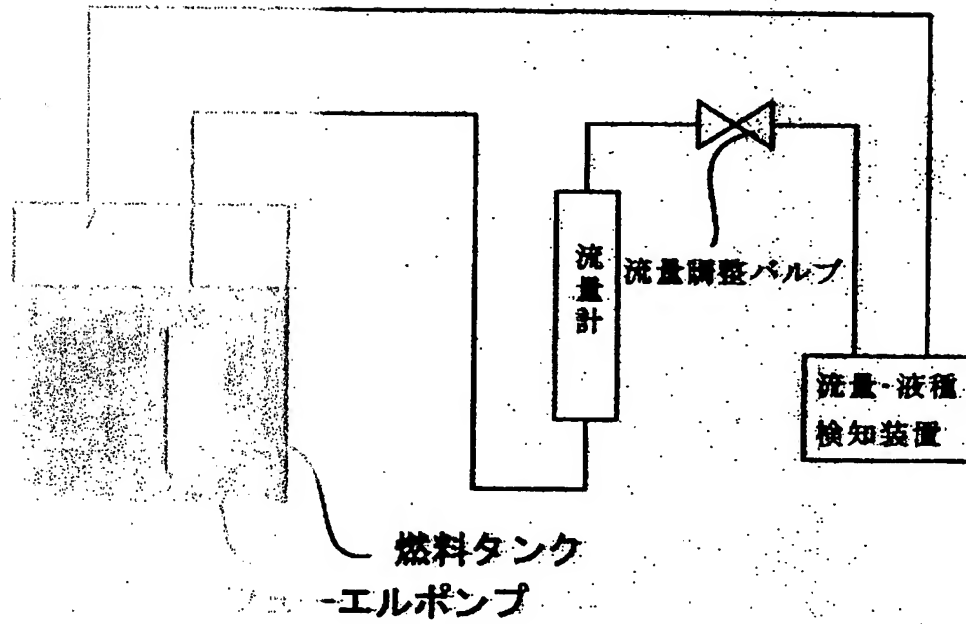 流量計
流量調整バルブ
流量・液種
検知装置
燃料タンク
エルポンプ